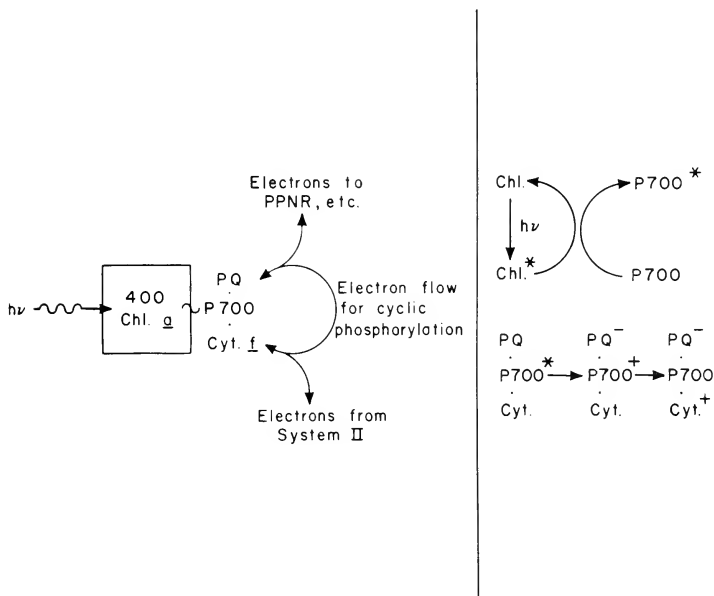 Electrons to
PPNR, etc.
PQ
hν
400
Chl. a
P700
Cyt. f
Electron flow
for cyclic
phosphorylation
Electrons from
System II
Chl.
P700*
hν
Chl.*
P700
PQ PQ⁻ PQ⁻
P700* P700⁺ P700
Cyt. Cyt. Cyt.⁺